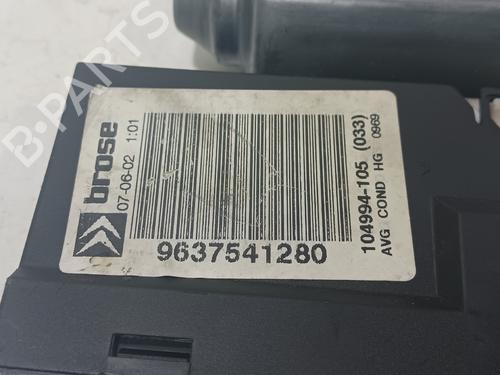 brose
07-06-02 1:01
9637541280
104994-105 (033)
AVG COND HG 0969
B-PARTS